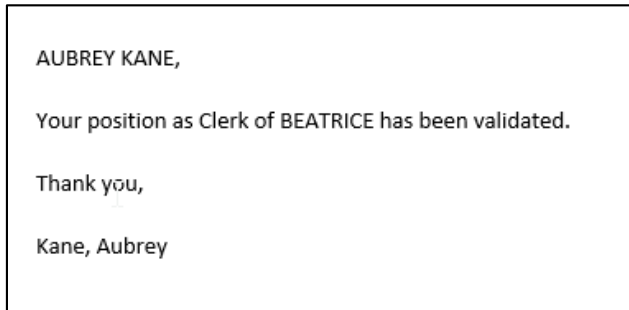 AUBREY KANE,
Your position as Clerk of BEATRICE has been validated.
Thank you,
Kane, Aubrey